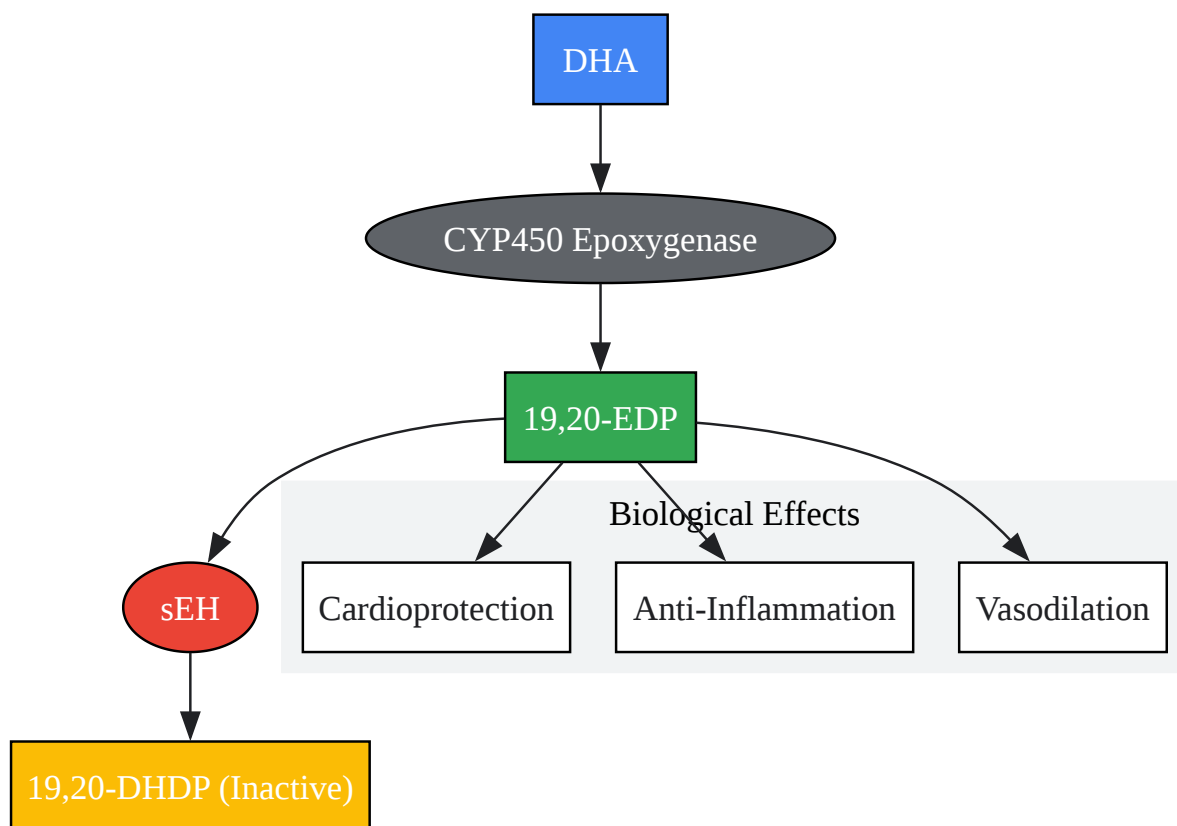 DHA
CYP450 Epoxygenase
19,20-EDP
Biological Effects
sEH
Cardioprotection
Anti-Inflammation
Vasodilation
19,20-DHDP (Inactive)